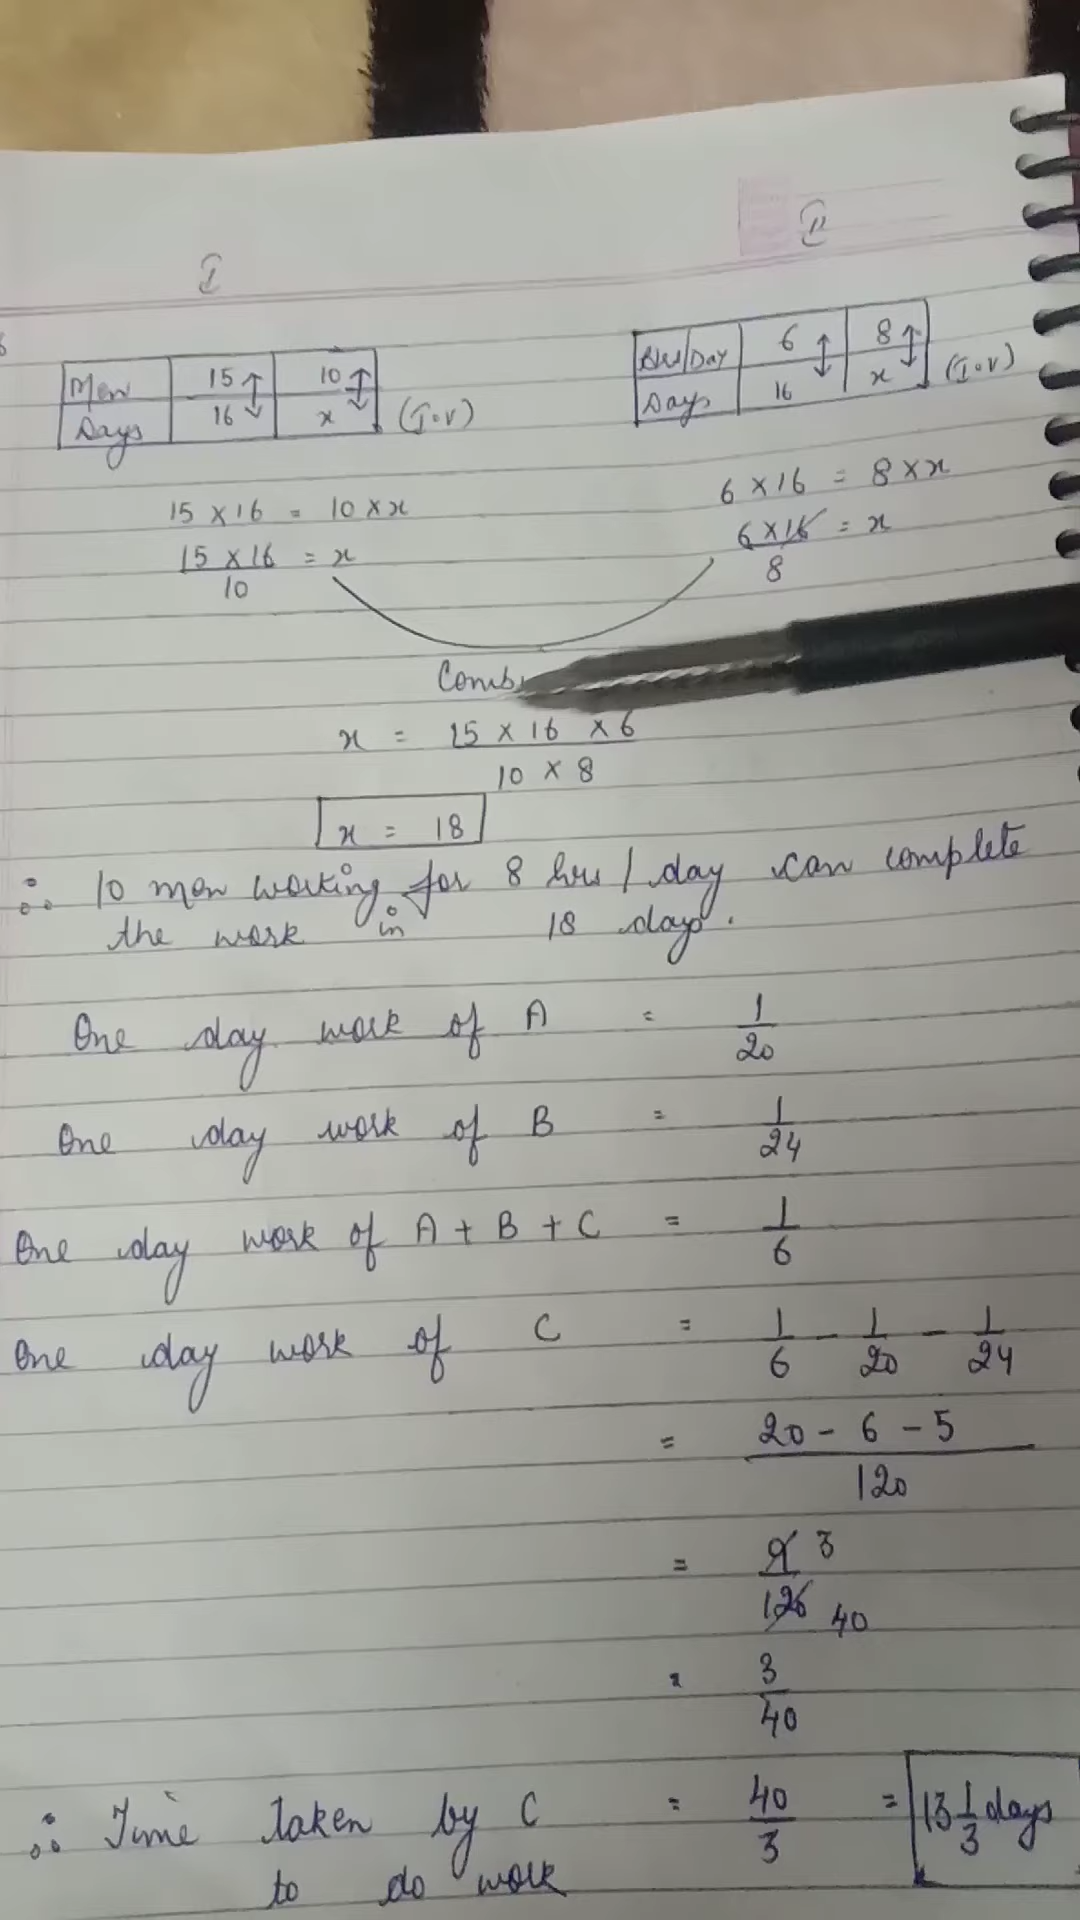 I II
Men 15 10
Days 16 x (I.V)
6 8
/Day
Days 16 x (I.V)
15 × 16 = 10 × x
15 × 16 = x
10
6 × 16 = 8 × x
6 × 16 = x
8
x = 15 × 16 × 6
10 × 8
x = 18
∴ 10 men working for 8 hrs / day can complete
the work in 18 days.
One day work of A = 1/20
One day work of B = 1/24
One day work of A + B + C = 1/6
One day work of C = 1/6 - 1/20 - 1/24
= 20 - 6 - 5
120
= 9 3
120 40
= 3/40
∴ Time taken by C = 40/3 = 13 1/3 days
to do work